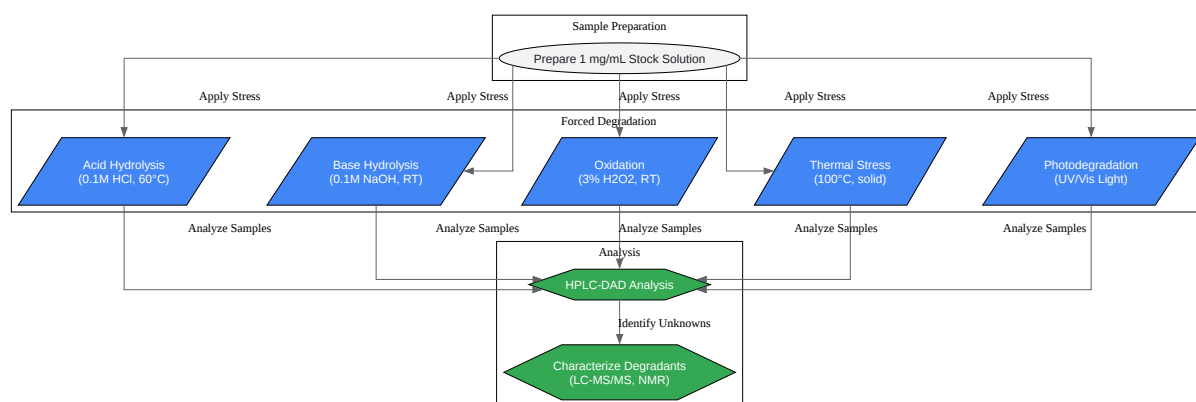 Sample Preparation
Prepare 1 mg/mL Stock Solution
Apply Stress
Apply Stress
Apply Stress
Apply Stress
Apply Stress
Forced Degradation
Acid Hydrolysis
(0.1M HCl, 60°C)
Base Hydrolysis
(0.1M NaOH, RT)
Oxidation
(3% H2O2, RT)
Thermal Stress
(100°C, solid)
Photodegradation
(UV/Vis Light)
Analyze Samples
Analyze Samples
Analyze Samples
Analyze Samples
Analyze Samples
Analysis
HPLC-DAD Analysis
Identify Unknowns
Characterize Degradants
(LC-MS/MS, NMR)